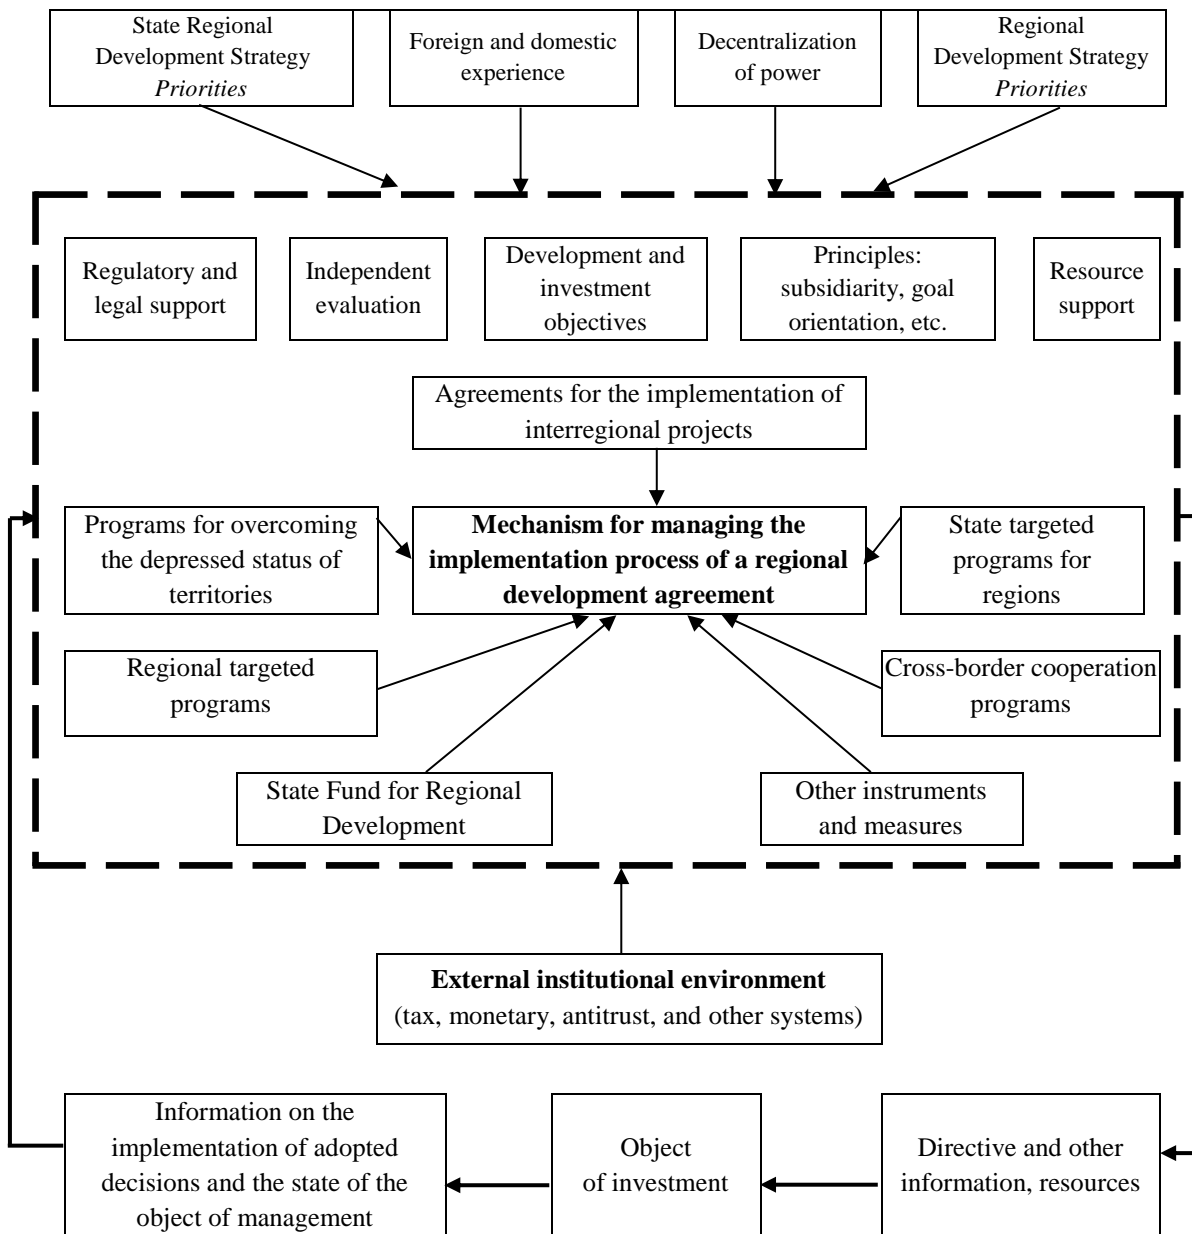 State Regional
Development Strategy
Priorities
Foreign and domestic
experience
Decentralization
of power
Regional
Development Strategy
Priorities
Regulatory and
legal support
Independent
evaluation
Development and
investment
objectives
Principles:
subsidiarity, goal
orientation, etc.
Resource
support
Agreements for the implementation of
interregional projects
Programs for overcoming
the depressed status of
territories
Mechanism for managing the
implementation process of a regional
development agreement
State targeted
programs for
regions
Regional targeted
programs
Cross-border cooperation
programs
State Fund for Regional
Development
Other instruments
and measures
External institutional environment
(tax, monetary, antitrust, and other systems)
Information on the
implementation of adopted
decisions and the state of the
object of management
Object
of investment
Directive and other
information, resources